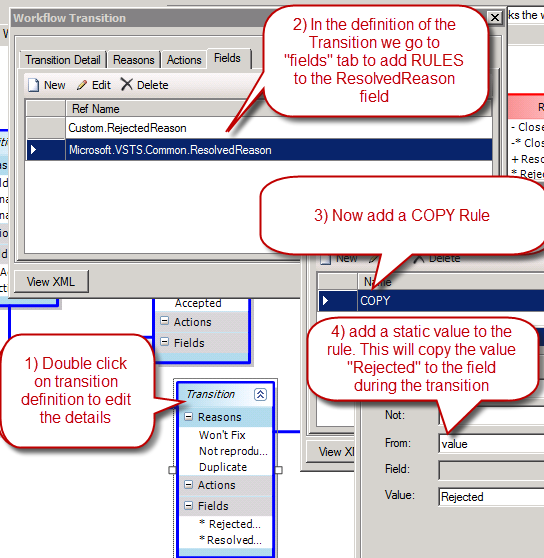 Workflow Transition
ks the w
2) In the definition of the
Transition we go to
"fields" tab to add RULES
to the ResolvedReason
field
Transition Detail
Reasons
Actions
Fields
New
Edit
Delete
Ref Name
Custom.RejectedReason
Microsoft.VSTS.Common.ResolvedReason
R
- Close
-* Clos
+ Reso
* Reje
3) Now add a COPY Rule
New
Delete
Name
COPY
View XML
Accepted
Actions
Fields
1) Double click
on transition
definition to edit
the details
4) add a static value to the
rule. This will copy the value
"Rejected" to the field
during the transition
Transition
Reasons
Won't Fix
Not reprodu...
Duplicate
Actions
Fields
* Rejected...
* Resolved...
View XM
Not:
From:
value
Field:
Value:
Rejected